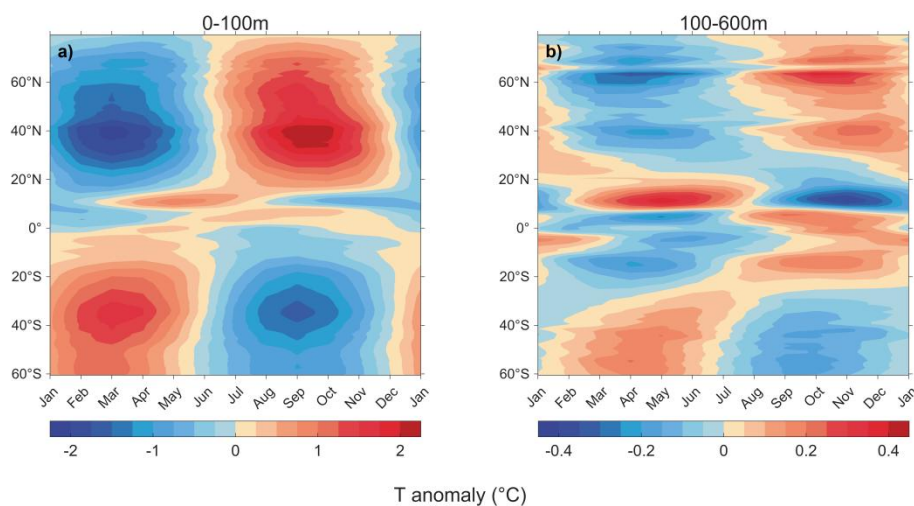 0-100m
a)
60°N
40°N
20°N
0°
20°S
40°S
60°S
Jan Feb Mar Apr May Jun Jul Aug Sep Oct Nov Dec Jan
-2 -1 0 1 2
100-600m
b)
60°N
40°N
20°N
0°
20°S
40°S
60°S
Jan Feb Mar Apr May Jun Jul Aug Sep Oct Nov Dec Jan
-0.4 -0.2 0 0.2 0.4
T anomaly (°C)